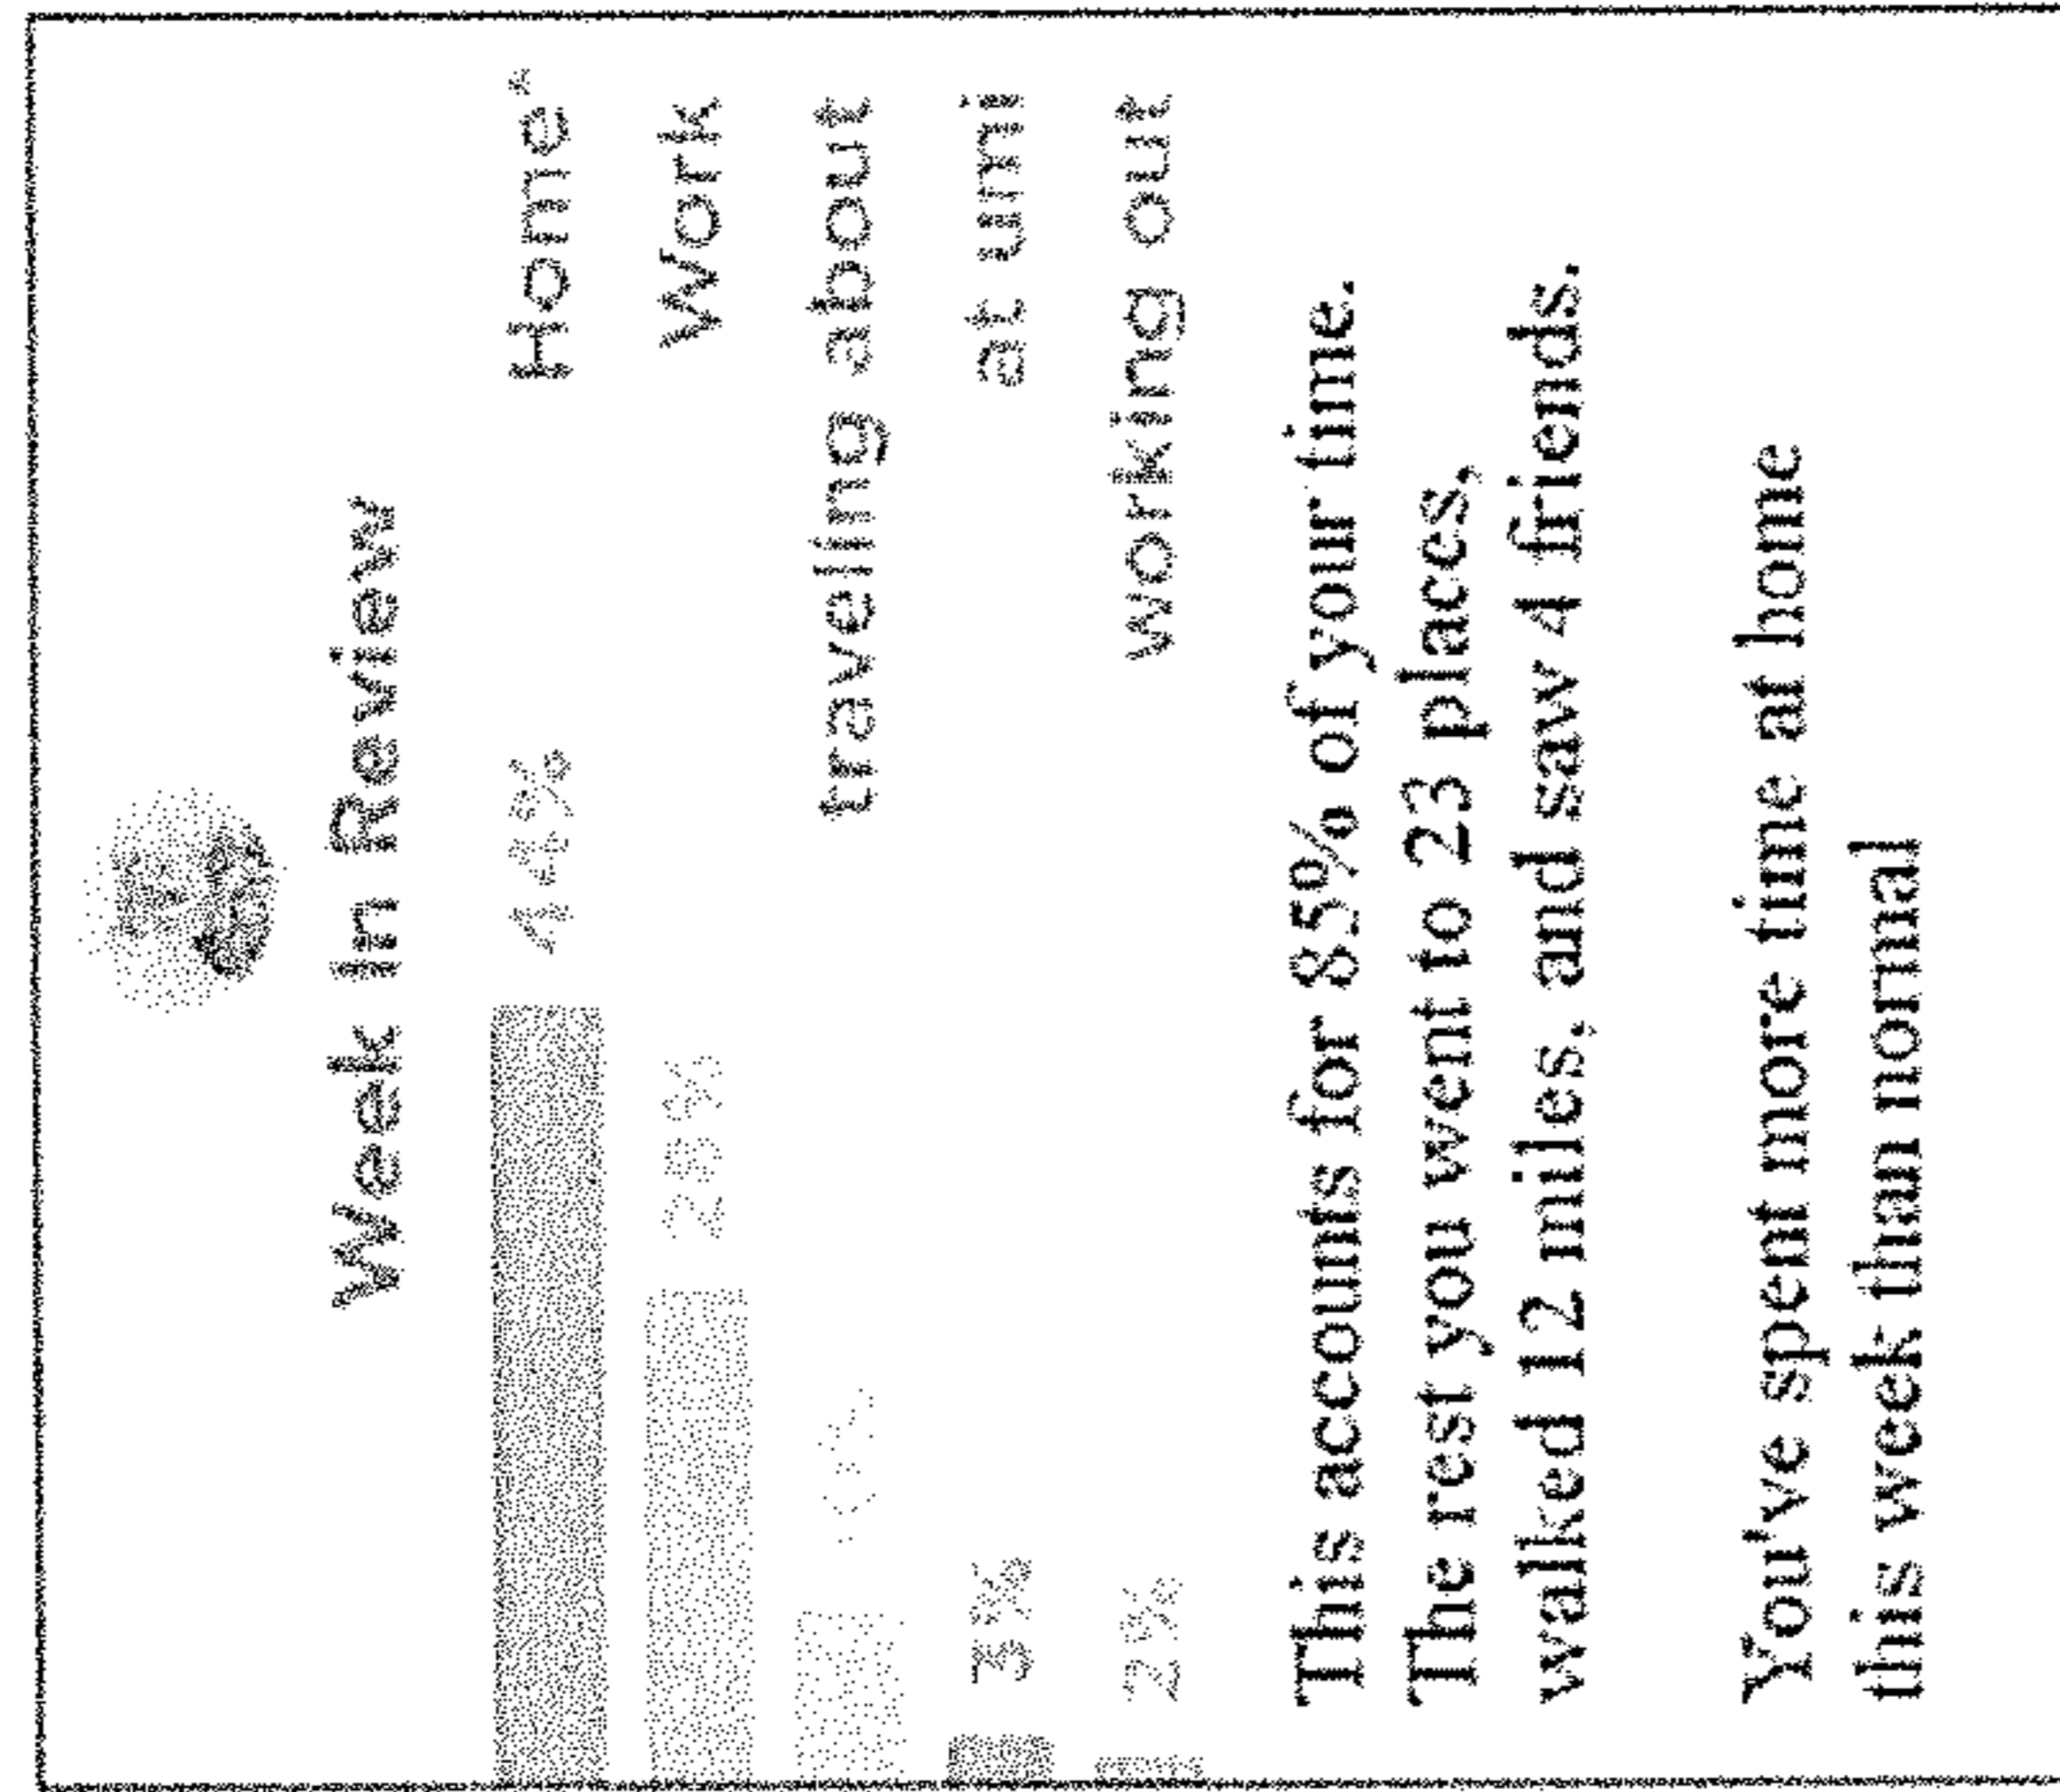 Week In Review
44% Home*
28% Work
traveling about
3% at um
2% working out
This accounts for 85% of your time.
The rest you went to 23 places,
walked 12 miles, and saw 4 friends.
You've spent more time at home
this week than normal